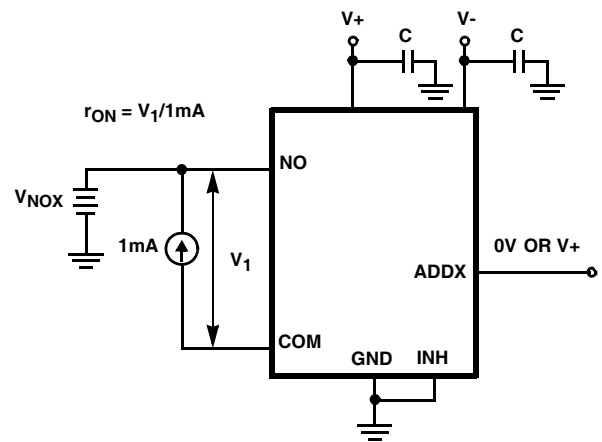 V+
C
V-
C
rON = V1/1mA
NO
VNOX
1mA
V1
0V OR V+
ADDX
COM
GND
INH